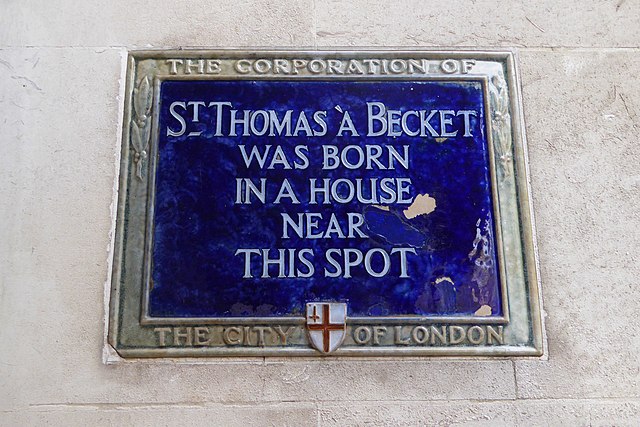 THE CORPORATION OF
ST THOMAS À BECKET
WAS BORN
IN A HOUSE
NEAR
THIS SPOT
THE CITY OF LONDON